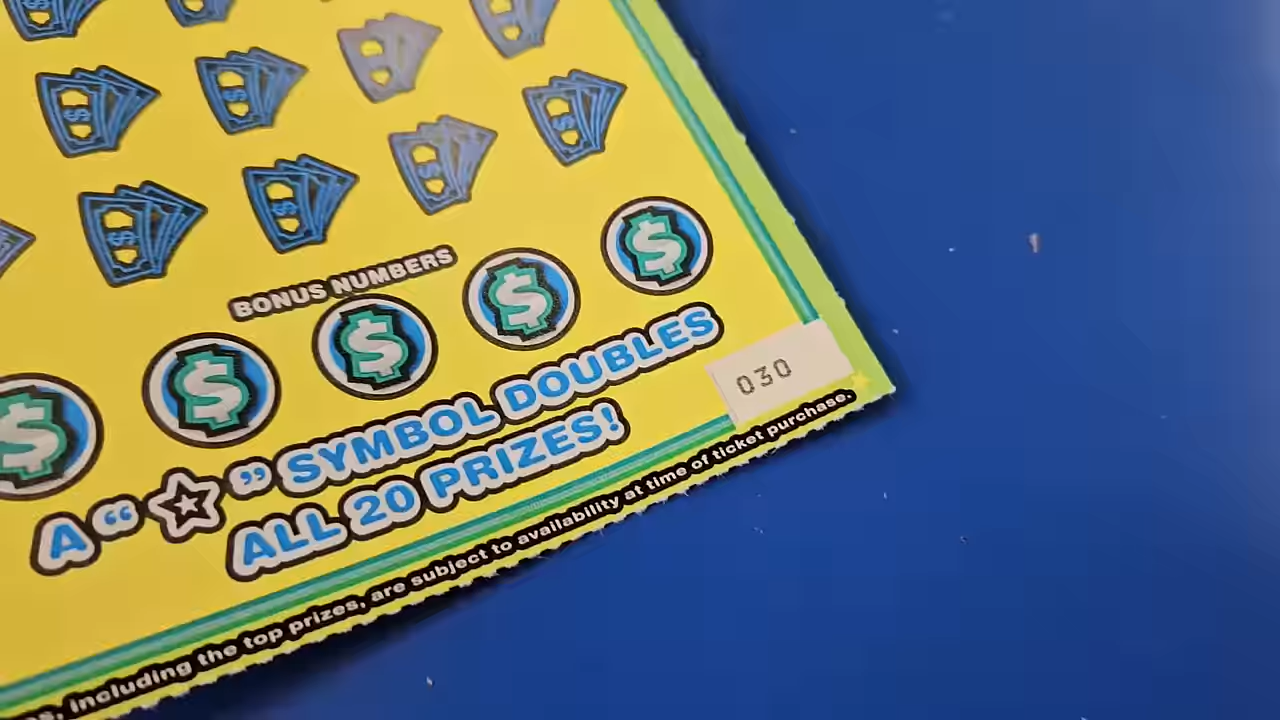 BONUS NUMBERS
A “☆” SYMBOL DOUBLES
ALL 20 PRIZES!
030
including the top prizes, are subject to availability at time of ticket purchase.